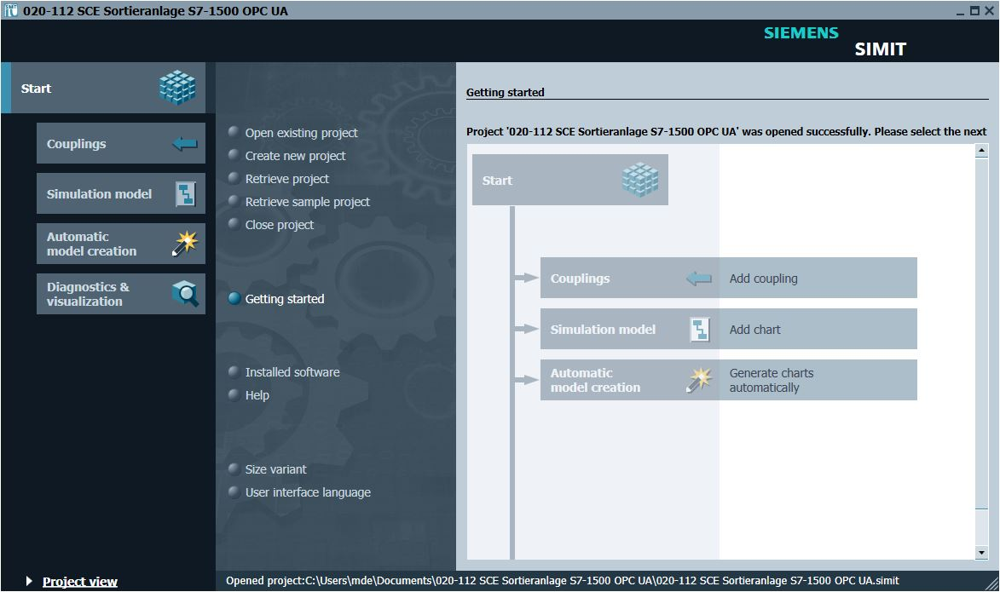 020-112 SCE Sortieranlage S7-1500 OPC UA
SIEMENS
SIMIT
Start
Couplings
Simulation model
Automatic
model creation
Diagnostics &
visualization
Project view
Open existing project
Create new project
Retrieve project
Retrieve sample project
Close project
Getting started
Installed software
Help
Size variant
User interface language
Getting started
Project '020-112 SCE Sortieranlage S7-1500 OPC UA' was opened successfully. Please select the next
Start
Couplings
Add coupling
Simulation model
Add chart
Automatic
model creation
Generate charts
automatically
Opened project:C:\Users\mde\Documents\020-112 SCE Sortieranlage S7-1500 OPC UA\020-112 SCE Sortieranlage S7-1500 OPC UA.simit